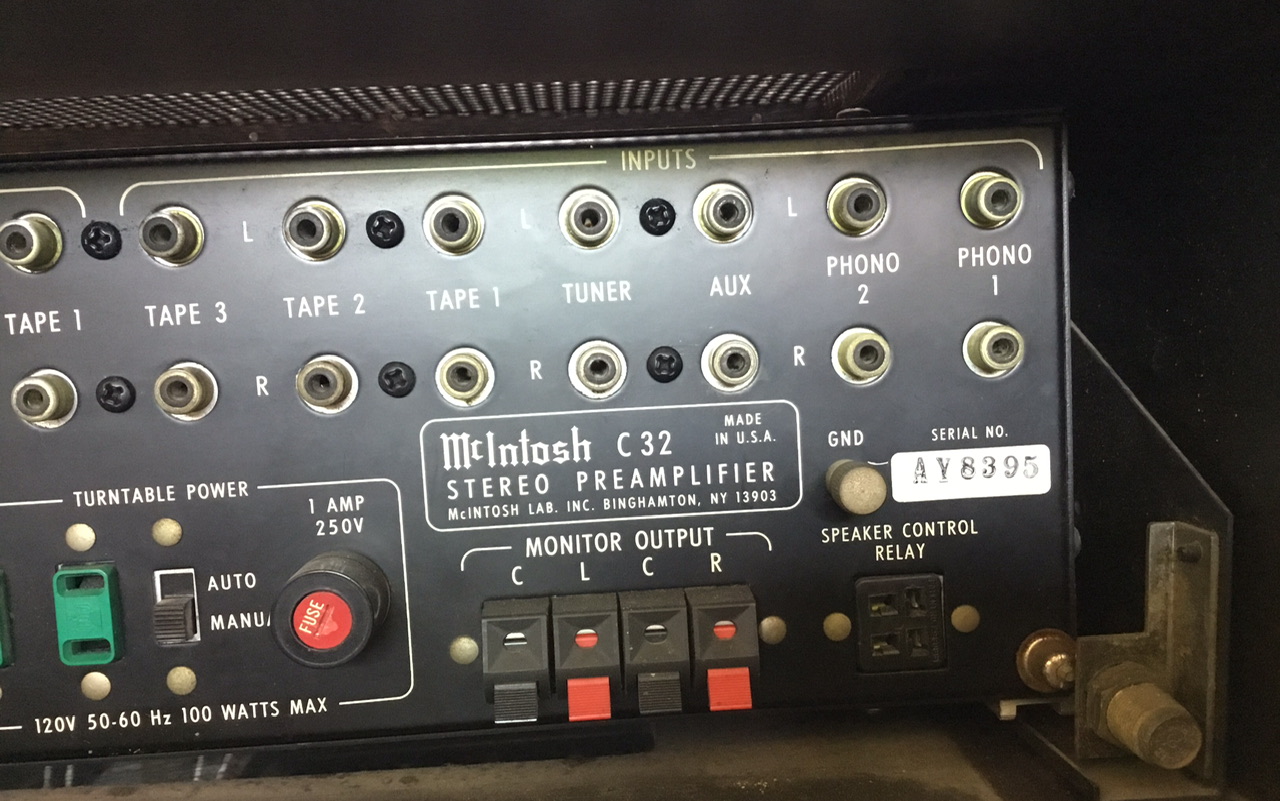 INPUTS
L
L
L
TAPE 1
TAPE 3
TAPE 2
TAPE 1
TUNER
AUX
PHONO
2
PHONO
1
R
R
R
McIntosh C 32
MADE
IN U.S.A.
STEREO PREAMPLIFIER
McINTOSH LAB. INC. BINGHAMTON, NY 13903
GND
SERIAL NO.
AY8395
TURNTABLE POWER
1 AMP
250V
AUTO
MANU
FUSE
120V 50-60 Hz 100 WATTS MAX
MONITOR OUTPUT
C
L
C
R
SPEAKER CONTROL
RELAY